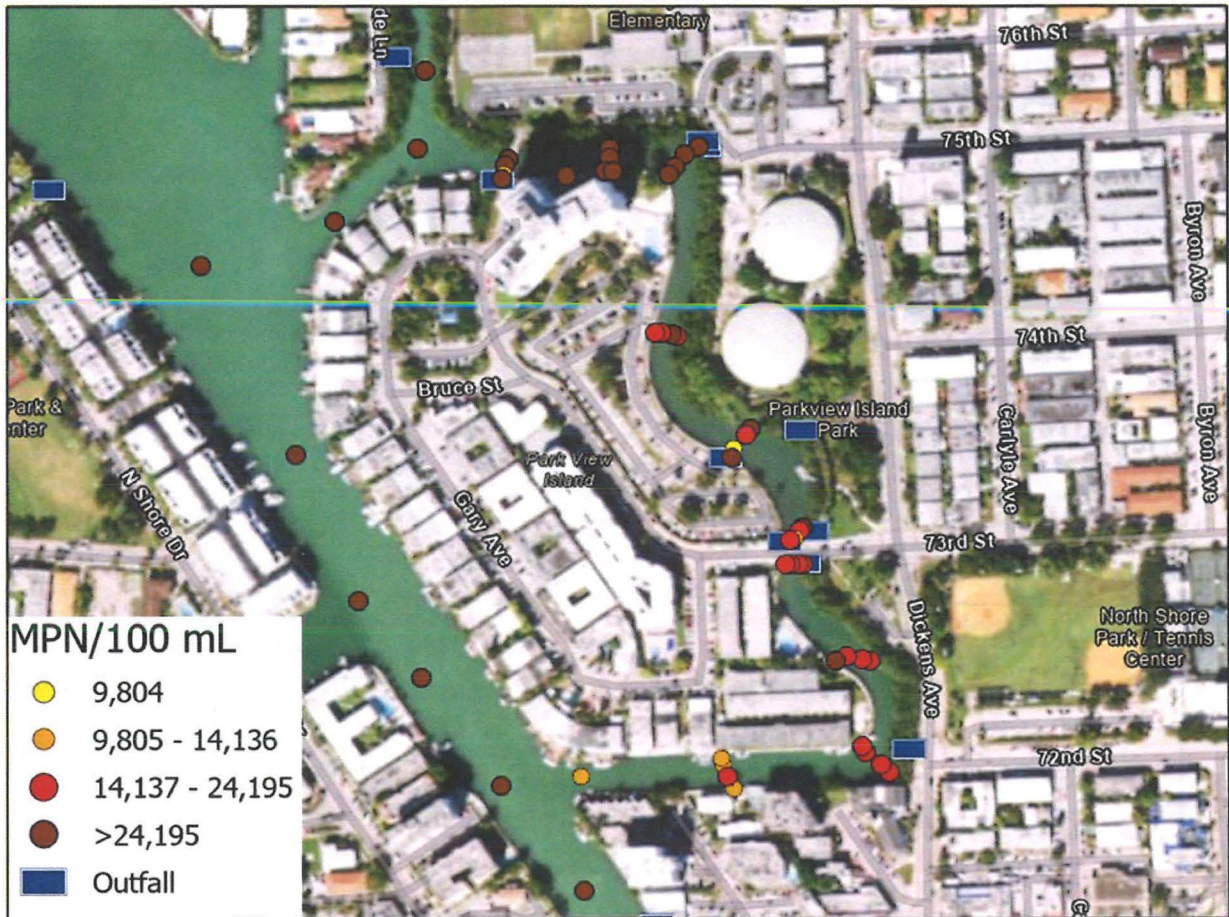 Elementary
de Ln
76th St
75th St
Byron Ave
74th St
Bruce St
Parkview Island
Park
Park &
nter
Park View
Island
Carlyle Ave
Byron Ave
N Shore Dr
Gary Ave
73rd St
Dickens Ave
North Shore
Park / Tennis
Center
72nd St
C
MPN/100 mL
9,804
9,805 - 14,136
14,137 - 24,195
>24,195
Outfall